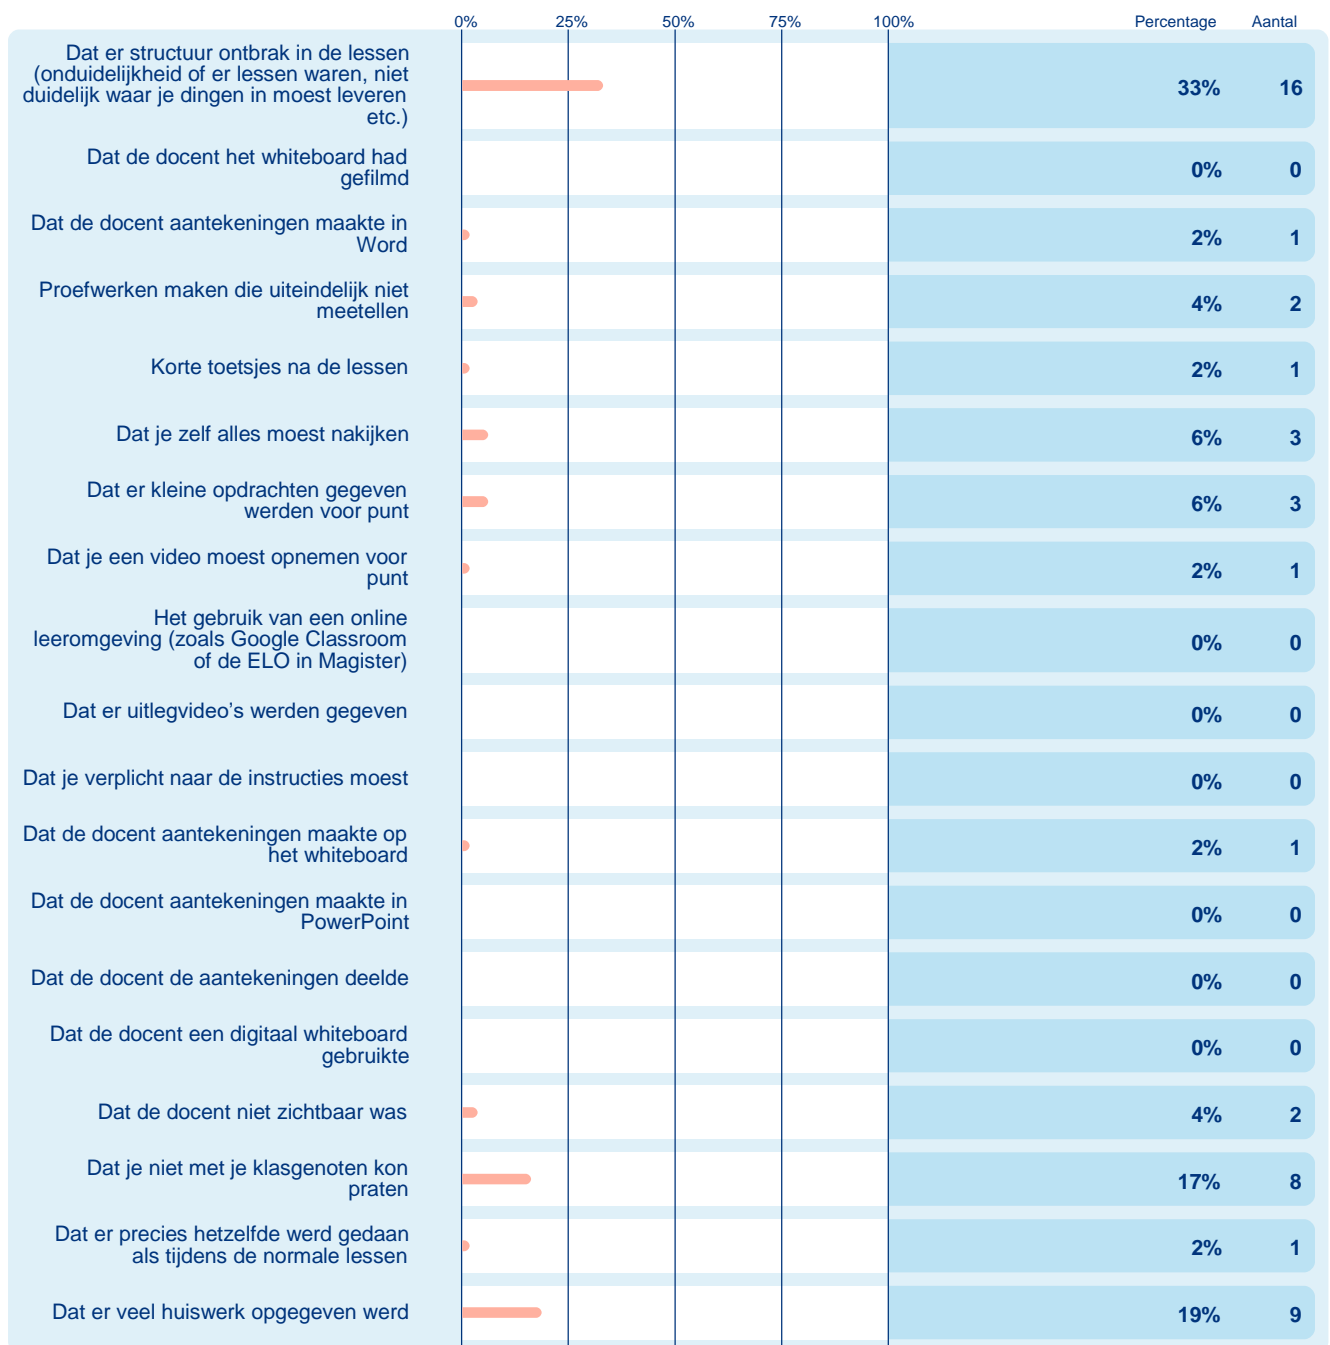 0% 25% 50% 75% 100% Percentage Aantal
Dat er structuur ontbrak in de lessen
(onduidelijkheid of er lessen waren, niet
duidelijk waar je dingen in moest leveren
etc.)
33% 16
Dat de docent het whiteboard had
gefilmd
0% 0
Dat de docent aantekeningen maakte in
Word
2% 1
Proefwerken maken die uiteindelijk niet
meetellen
4% 2
Korte toetsjes na de lessen
2% 1
Dat je zelf alles moest nakijken
6% 3
Dat er kleine opdrachten gegeven
werden voor punt
6% 3
Dat je een video moest opnemen voor
punt
2% 1
Het gebruik van een online
leeromgeving (zoals Google Classroom
of de ELO in Magister)
0% 0
Dat er uitlegvideo’s werden gegeven
0% 0
Dat je verplicht naar de instructies moest
0% 0
Dat de docent aantekeningen maakte op
het whiteboard
2% 1
Dat de docent aantekeningen maakte in
PowerPoint
0% 0
Dat de docent de aantekeningen deelde
0% 0
Dat de docent een digitaal whiteboard
gebruikte
0% 0
Dat de docent niet zichtbaar was
4% 2
Dat je niet met je klasgenoten kon
praten
17% 8
Dat er precies hetzelfde werd gedaan
als tijdens de normale lessen
2% 1
Dat er veel huiswerk opgegeven werd
19% 9